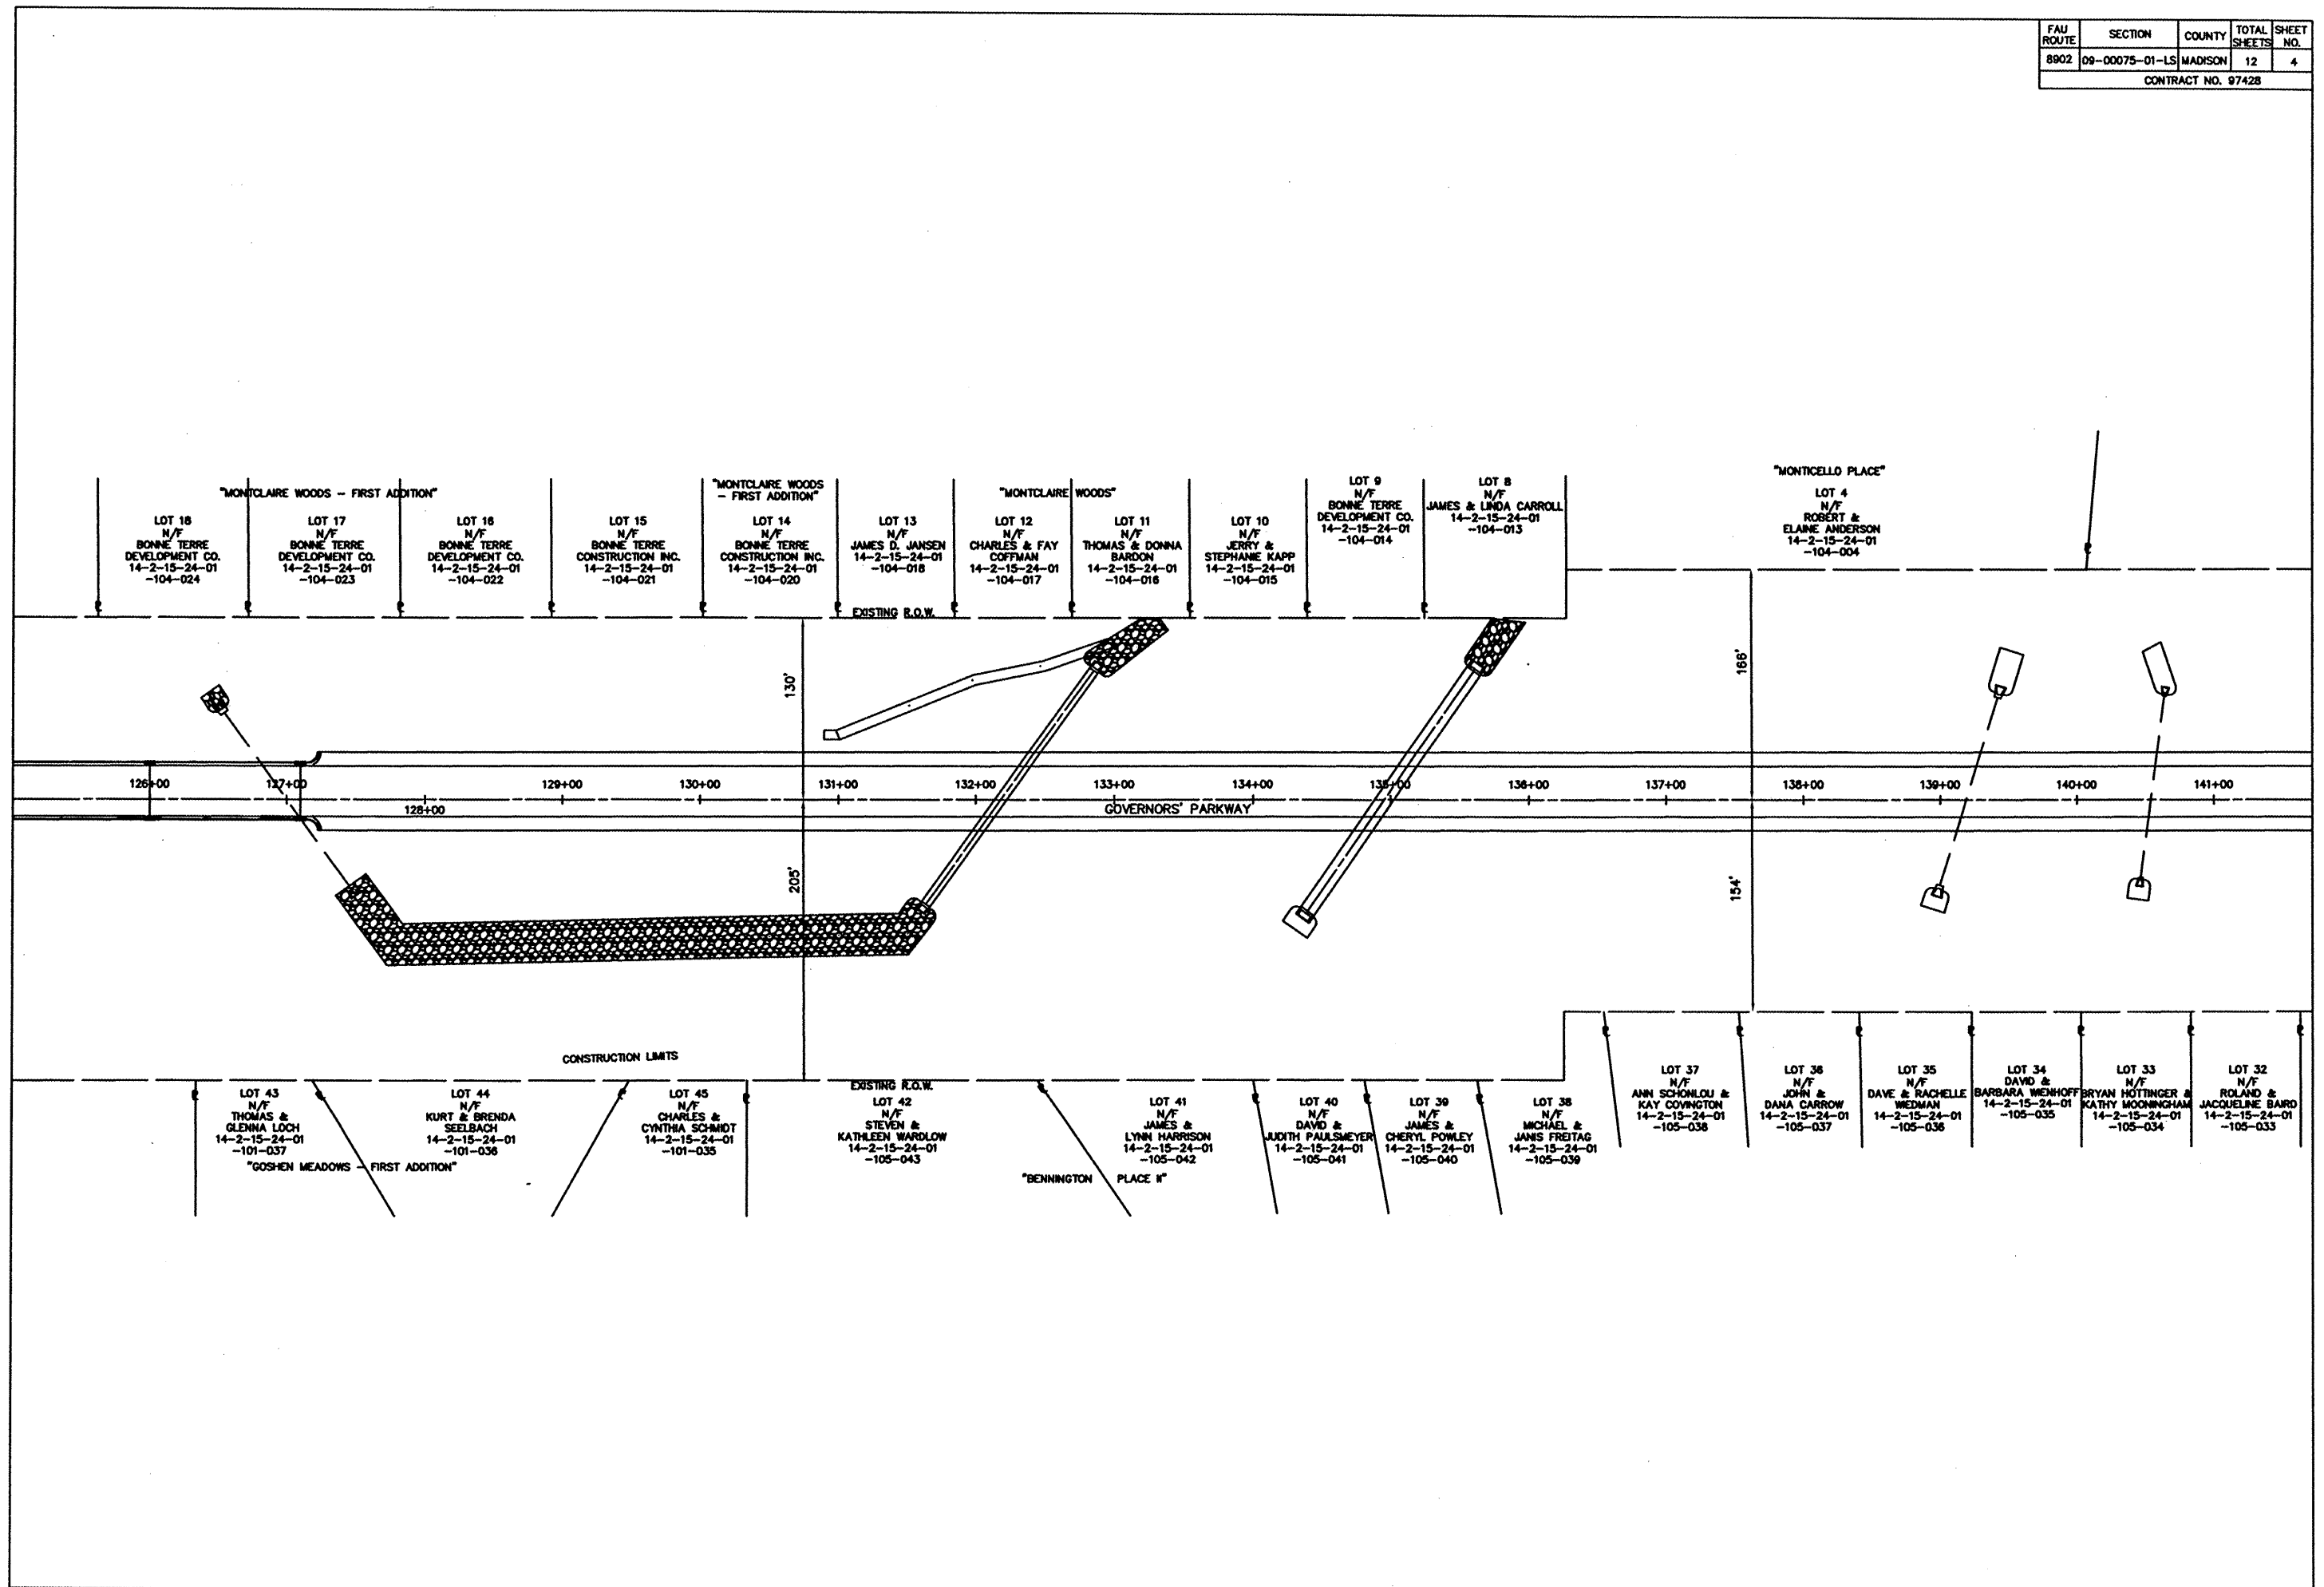 FAU ROUTE SECTION COUNTY TOTAL SHEETS SHEET NO.
8902 09-00075-01-LS MADISON 12 4
CONTRACT NO. 97428
"MONTCLAIRE WOODS - FIRST ADDITION"
"MONTCLAIRE WOODS
- FIRST ADDITION"
"MONTCLAIRE WOODS"
"MONTICELLO PLACE"
LOT 18
N/F
BONNE TERRE
DEVELOPMENT CO.
14-2-15-24-01
-104-024
LOT 17
N/F
BONNE TERRE
DEVELOPMENT CO.
14-2-15-24-01
-104-023
LOT 16
N/F
BONNE TERRE
DEVELOPMENT CO.
14-2-15-24-01
-104-022
LOT 15
N/F
BONNE TERRE
CONSTRUCTION INC.
14-2-15-24-01
-104-021
LOT 14
N/F
BONNE TERRE
CONSTRUCTION INC.
14-2-15-24-01
-104-020
LOT 13
N/F
JAMES D. JANSEN
14-2-15-24-01
-104-018
LOT 12
N/F
CHARLES & FAY
COFFMAN
14-2-15-24-01
-104-017
LOT 11
N/F
THOMAS & DONNA
BARDON
14-2-15-24-01
-104-016
LOT 10
N/F
JERRY &
STEPHANIE KAPP
14-2-15-24-01
-104-015
LOT 9
N/F
BONNE TERRE
DEVELOPMENT CO.
14-2-15-24-01
-104-014
LOT 8
N/F
JAMES & LINDA CARROLL
14-2-15-24-01
-104-013
LOT 4
N/F
ROBERT &
ELAINE ANDERSON
14-2-15-24-01
-104-004
EXISTING R.O.W.
130'
166'
126+00 127+00 128+00 129+00 130+00 131+00 132+00 133+00 134+00 135+00 136+00 137+00 138+00 139+00 140+00 141+00
GOVERNORS' PARKWAY
205'
154'
CONSTRUCTION LIMITS
EXISTING R.O.W.
LOT 43
N/F
THOMAS &
GLENNA LOCH
14-2-15-24-01
-101-037
"GOSHEN MEADOWS - FIRST ADDITION"
LOT 44
N/F
KURT & BRENDA
SEELBACH
14-2-15-24-01
-101-036
LOT 45
N/F
CHARLES &
CYNTHIA SCHMIDT
14-2-15-24-01
-101-035
LOT 42
N/F
STEVEN &
KATHLEEN WARDLOW
14-2-15-24-01
-105-043
"BENNINGTON PLACE II"
LOT 41
N/F
JAMES &
LYNN HARRISON
14-2-15-24-01
-105-042
LOT 40
N/F
DAVID &
JUDITH PAULSMEYER
14-2-15-24-01
-105-041
LOT 39
N/F
JAMES &
CHERYL POWLEY
14-2-15-24-01
-105-040
LOT 38
N/F
MICHAEL &
JANIS FREITAG
14-2-15-24-01
-105-039
LOT 37
N/F
ANN SCHONLOU &
KAY COVINGTON
14-2-15-24-01
-105-038
LOT 36
N/F
JOHN &
DANA CARROW
14-2-15-24-01
-105-037
LOT 35
N/F
DAVE & RACHELLE
WIEDMAN
14-2-15-24-01
-105-036
LOT 34
N/F
DAVID &
BARBARA WIENHOFF
14-2-15-24-01
-105-035
LOT 33
N/F
BRYAN HOTTINGER &
KATHY MOONINGHAM
14-2-15-24-01
-105-034
LOT 32
N/F
ROLAND &
JACQUELINE BAIRD
14-2-15-24-01
-105-033